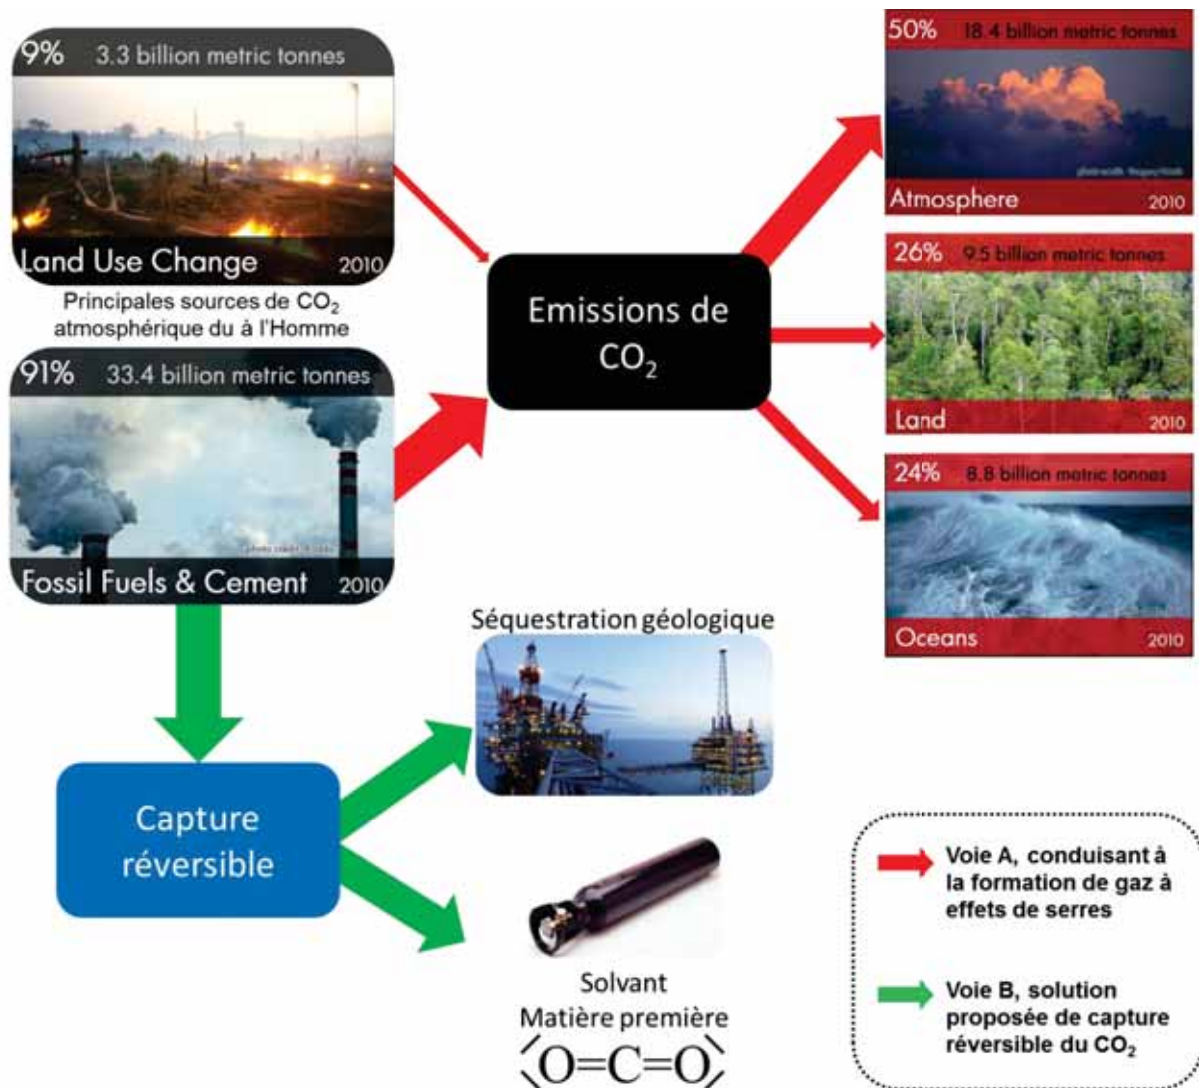 9% 3.3 billion metric tonnes
Land Use Change 2010
Principales sources de CO₂
atmosphérique du à l'Homme
91% 33.4 billion metric tonnes
Fossil Fuels & Cement 2010
Emissions de
CO₂
50% 18.4 billion metric tonnes
Atmosphere 2010
26% 9.5 billion metric tonnes
Land 2010
24% 8.8 billion metric tonnes
Oceans 2010
Séquestration géologique
Capture
réversible
Solvant
Matière première
O=C=O
Voie A, conduisant à
la formation de gaz à
effets de serres
Voie B, solution
proposée de capture
réversible du CO₂